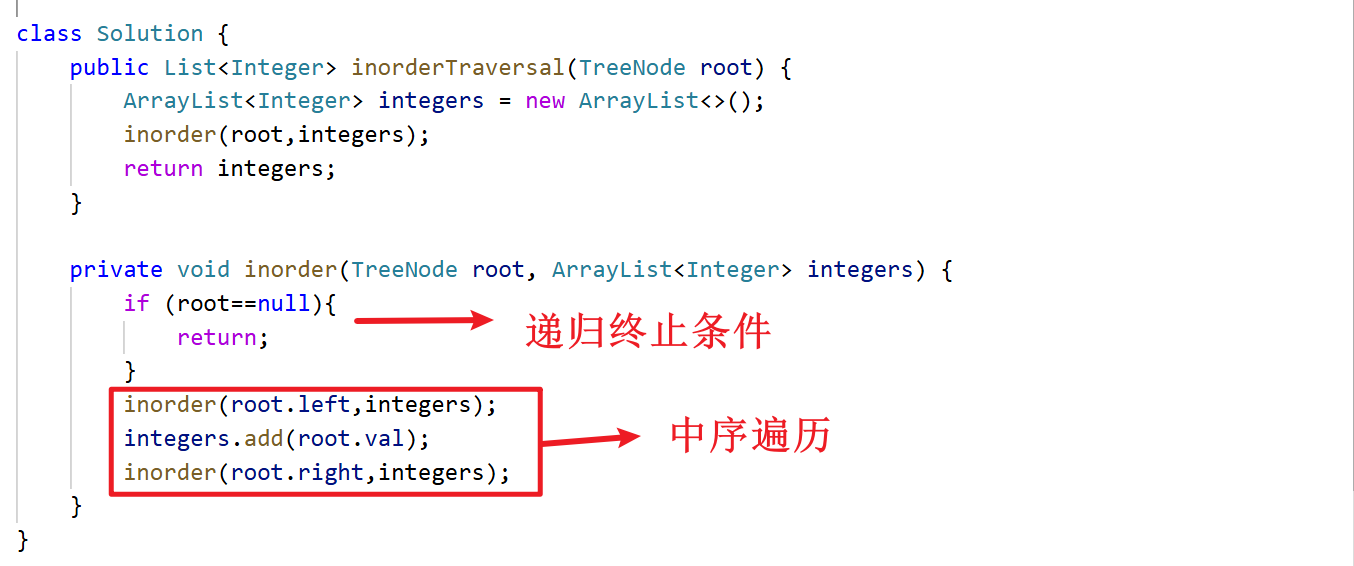 class Solution {
    public List<Integer> inorderTraversal(TreeNode root) {
        ArrayList<Integer> integers = new ArrayList<>();
        inorder(root,integers);
        return integers;
    }
    private void inorder(TreeNode root, ArrayList<Integer> integers) {
        if (root==null){
            return;
递归终止条件
        }
        inorder(root.left,integers);
        integers.add(root.val);
中序遍历
        inorder(root.right,integers);
    }
}